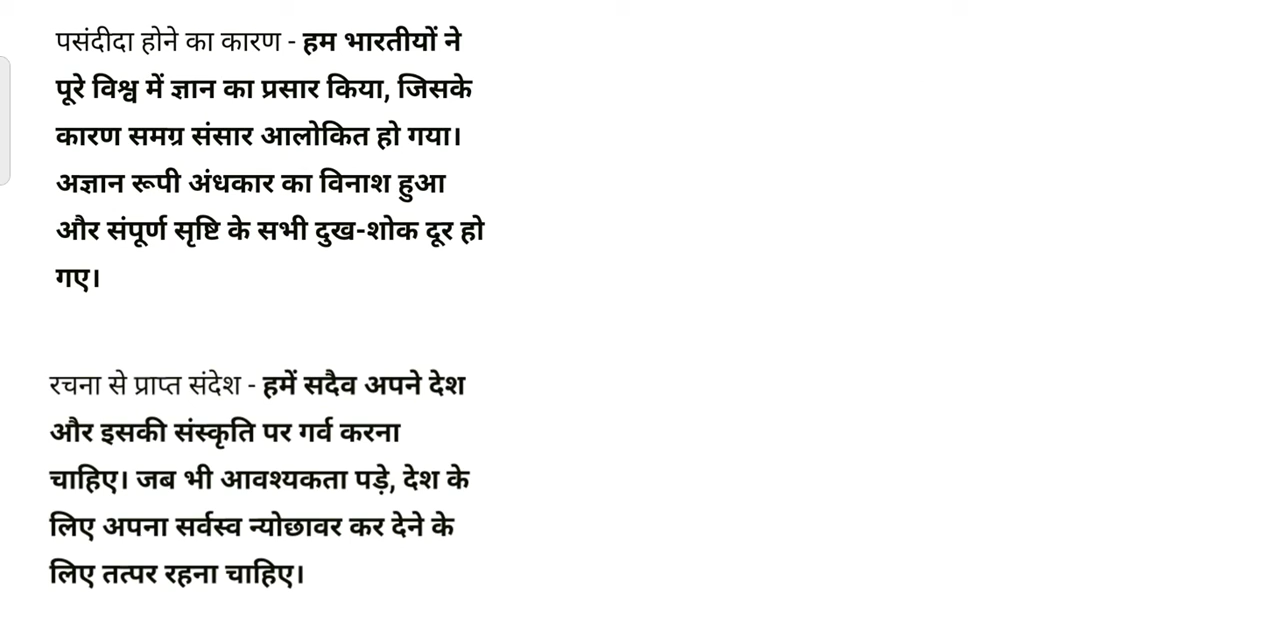 पसंदीदा होने का कारण - हम भारतीयों ने
पूरे विश्व में ज्ञान का प्रसार किया, जिसके
कारण समग्र संसार आलोकित हो गया।
अज्ञान रूपी अंधकार का विनाश हुआ
और संपूर्ण सृष्टि के सभी दुख-शोक दूर हो
गए।
रचना से प्राप्त संदेश - हमें सदैव अपने देश
और इसकी संस्कृति पर गर्व करना
चाहिए। जब भी आवश्यकता पड़े, देश के
लिए अपना सर्वस्व न्योछावर कर देने के
लिए तत्पर रहना चाहिए।